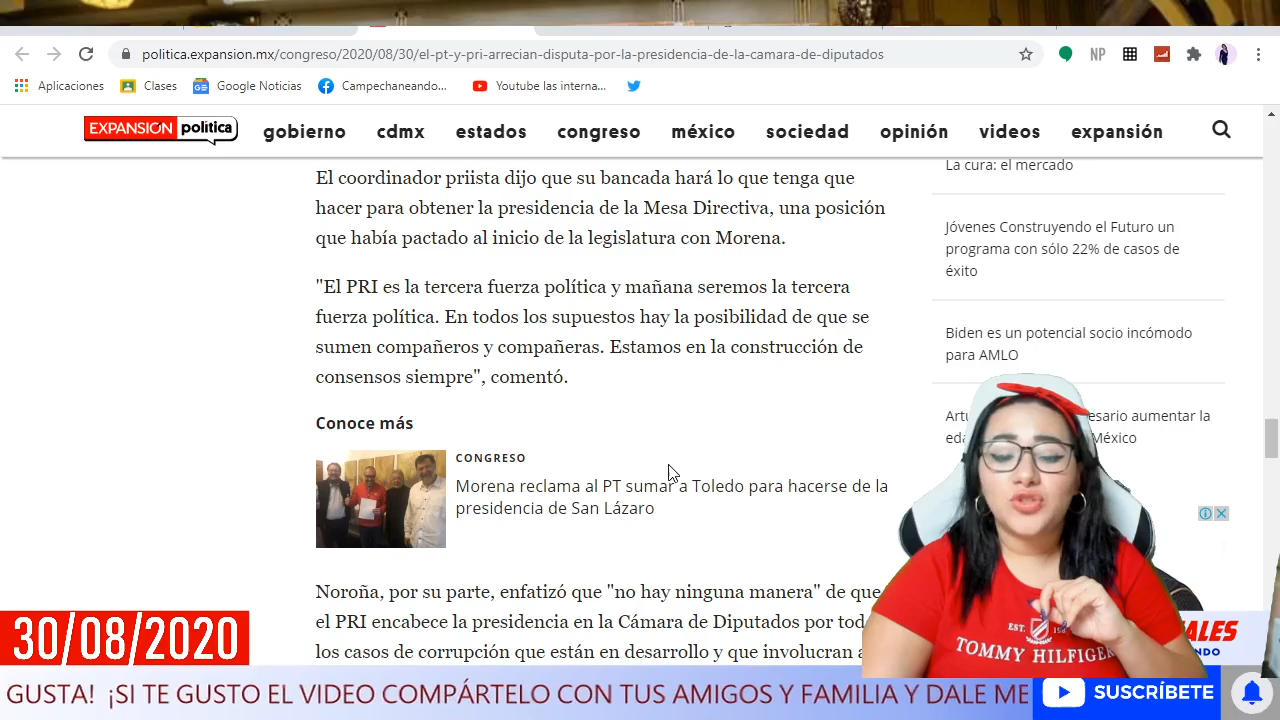 politica.expansion.mx/congreso/2020/08/30/el-pt-y-pri-arrecian-disputa-por-la-presidencia-de-la-camara-de-diputados
NP
Aplicaciones Clases Google Noticias Campechaneando... Youtube las interna...
EXPANSIÓN política gobierno cdmx estados congreso méxico sociedad opinión videos expansión
El coordinador priista dijo que su bancada hará lo que tenga que
hacer para obtener la presidencia de la Mesa Directiva, una posición
que había pactado al inicio de la legislatura con Morena.
"El PRI es la tercera fuerza política y mañana seremos la tercera
fuerza política. En todos los supuestos hay la posibilidad de que se
sumen compañeros y compañeras. Estamos en la construcción de
consensos siempre", comentó.
Conoce más
CONGRESO
Morena reclama al PT sumar a Toledo para hacerse de la
presidencia de San Lázaro
Noroña, por su parte, enfatizó que "no hay ninguna manera" de que
el PRI encabece la presidencia en la Cámara de Diputados por
los casos de corrupción que están en desarrollo y que involucran
La cura: el mercado
Jóvenes Construyendo el Futuro un
programa con sólo 22% de casos de
éxito
Biden es un potencial socio incómodo
para AMLO
aumentar la
México
EST.
TOMMY HILFIGER
30/08/2020
GUSTA! ¡SI TE GUSTO EL VIDEO COMPÁRTELO CON TUS AMIGOS Y FAMILIA Y DALE ME
SUSCRÍBETE